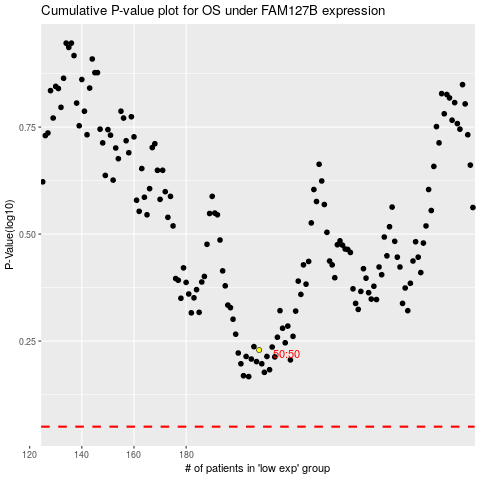 Cumulative P-value plot for OS under FAM127B expression
P-Value(log10)
0.75
0.50
0.25
50:50
120 140 160 180
# of patients in 'low exp' group